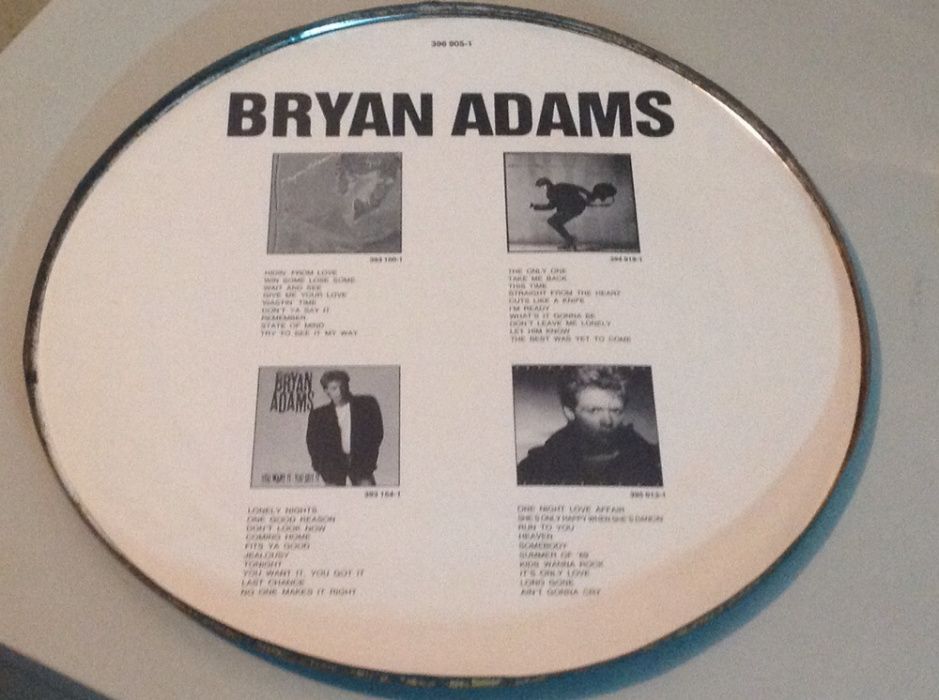 396 905-1
BRYAN ADAMS
393 100-1
HIDIN' FROM LOVE
WIN SOME LOSE SOME
WAIT AND SEE
GIVE ME YOUR LOVE
WASTIN' TIME
DON'T YA SAY IT
REMEMBER
STATE OF MIND
TRY TO SEE IT MY WAY
394 919-1
THE ONLY ONE
TAKE ME BACK
THIS TIME
STRAIGHT FROM THE HEART
CUTS LIKE A KNIFE
I'M READY
WHAT'S IT GONNA BE
DON'T LEAVE ME LONELY
LET HIM KNOW
THE BEST WAS YET TO COME
BRYAN
ADAMS
YOU WANT IT YOU GOT IT
393 154-1
LONELY NIGHTS
ONE GOOD REASON
DON'T LOOK NOW
COMING HOME
FITS YA GOOD
JEALOUSY
TONIGHT
YOU WANT IT, YOU GOT IT
LAST CHANCE
NO ONE MAKES IT RIGHT
395 013-1
ONE NIGHT LOVE AFFAIR
SHE'S ONLY HAPPY WHEN SHE'S DANCIN'
RUN TO YOU
HEAVEN
SOMEBODY
SUMMER OF '69
KIDS WANNA ROCK
IT'S ONLY LOVE
LONG GONE
AIN'T GONNA CRY